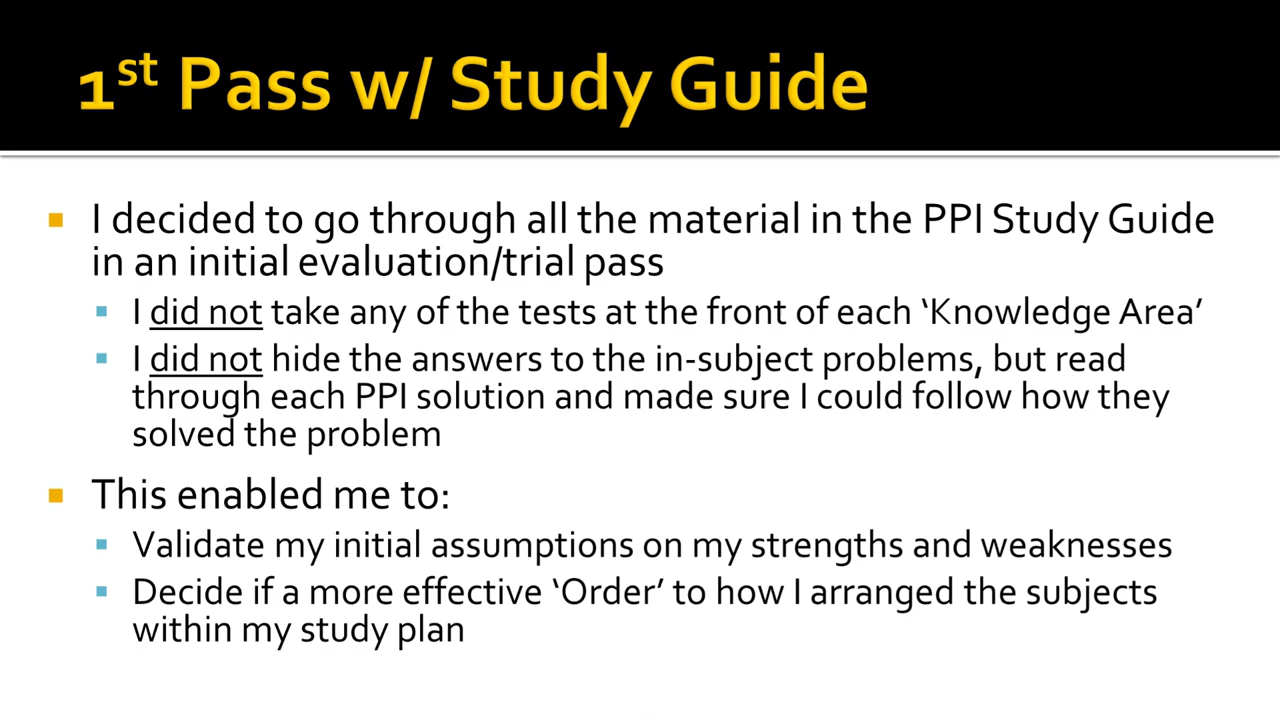 1st Pass w/ Study Guide
I decided to go through all the material in the PPI Study Guide
in an initial evaluation/trial pass
I did not take any of the tests at the front of each ‘Knowledge Area’
I did not hide the answers to the in-subject problems, but read
through each PPI solution and made sure I could follow how they
solved the problem
This enabled me to:
Validate my initial assumptions on my strengths and weaknesses
Decide if a more effective ‘Order’ to how I arranged the subjects
within my study plan